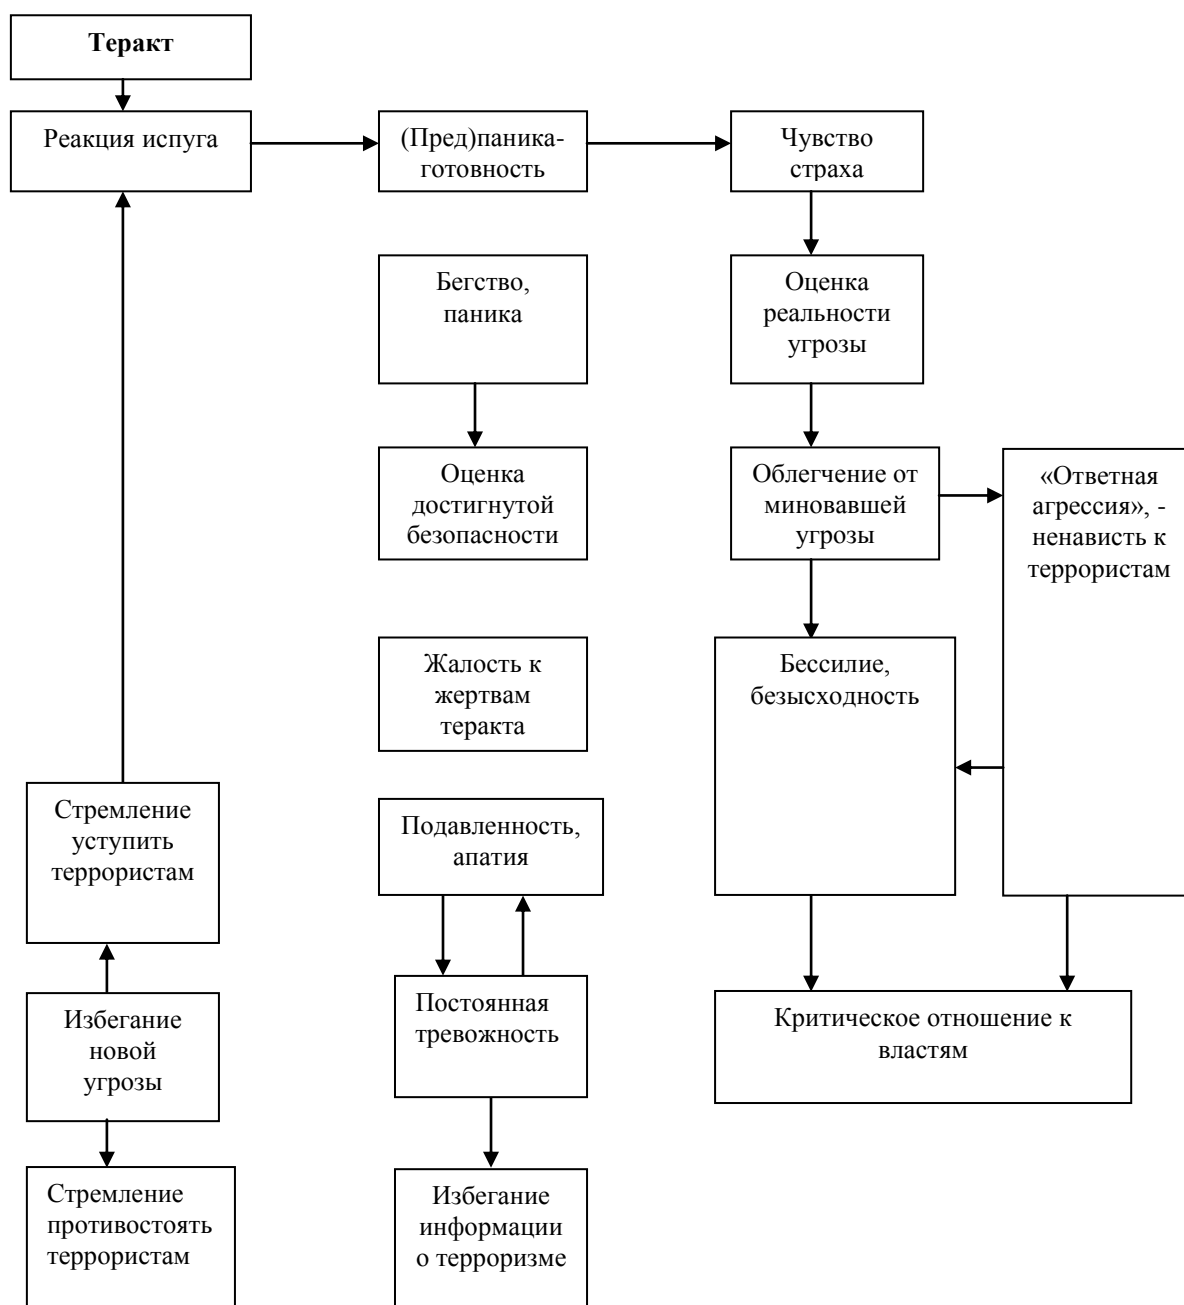 Теракт
Реакция испуга
(Пред)паника-
готовность
Чувство
страха
Бегство,
паника
Оценка
реальности
угрозы
Оценка
достигнутой
безопасности
Облегчение от
миновавшей
угрозы
«Ответная
агрессия», -
ненависть к
террористам
Жалость к
жертвам
теракта
Бессилие,
безысходность
Стремление
уступить
террористам
Подавленность,
апатия
Избегание
новой
угрозы
Постоянная
тревожность
Критическое отношение к
властям
Стремление
противостоять
террористам
Избегание
информации
о терроризме